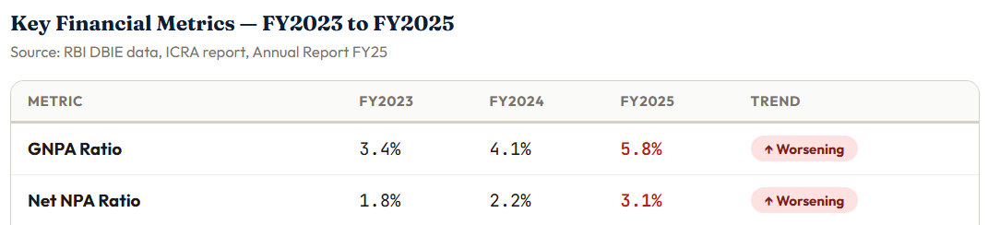 Key Financial Metrics — FY2023 to FY2025
Source: RBI DBIE data, ICRA report, Annual Report FY25
METRIC FY2023 FY2024 FY2025 TREND
GNPA Ratio 3.4% 4.1% 5.8% ↑ Worsening
Net NPA Ratio 1.8% 2.2% 3.1% ↑ Worsening